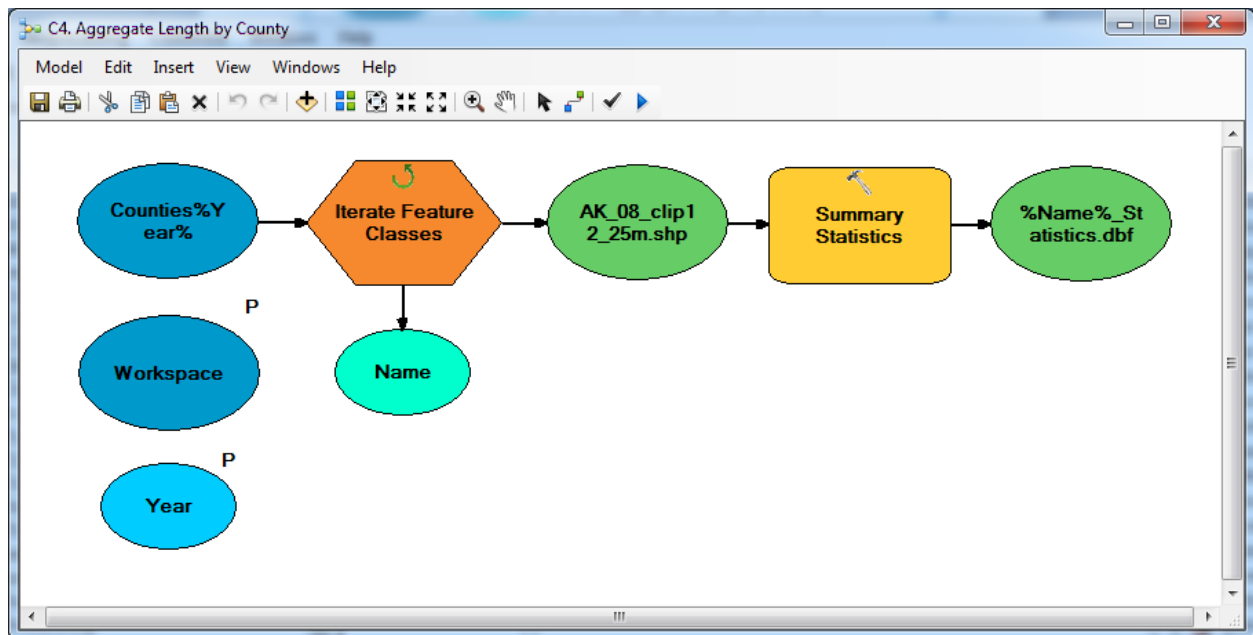 C4. Aggregate Length by County
Model Edit Insert View Windows Help
Counties%Y
ear%
Iterate Feature
Classes
AK_08_clip1
2_25m.shp
Summary
Statistics
%Name%_St
atistics.dbf
P
Workspace
Name
P
Year